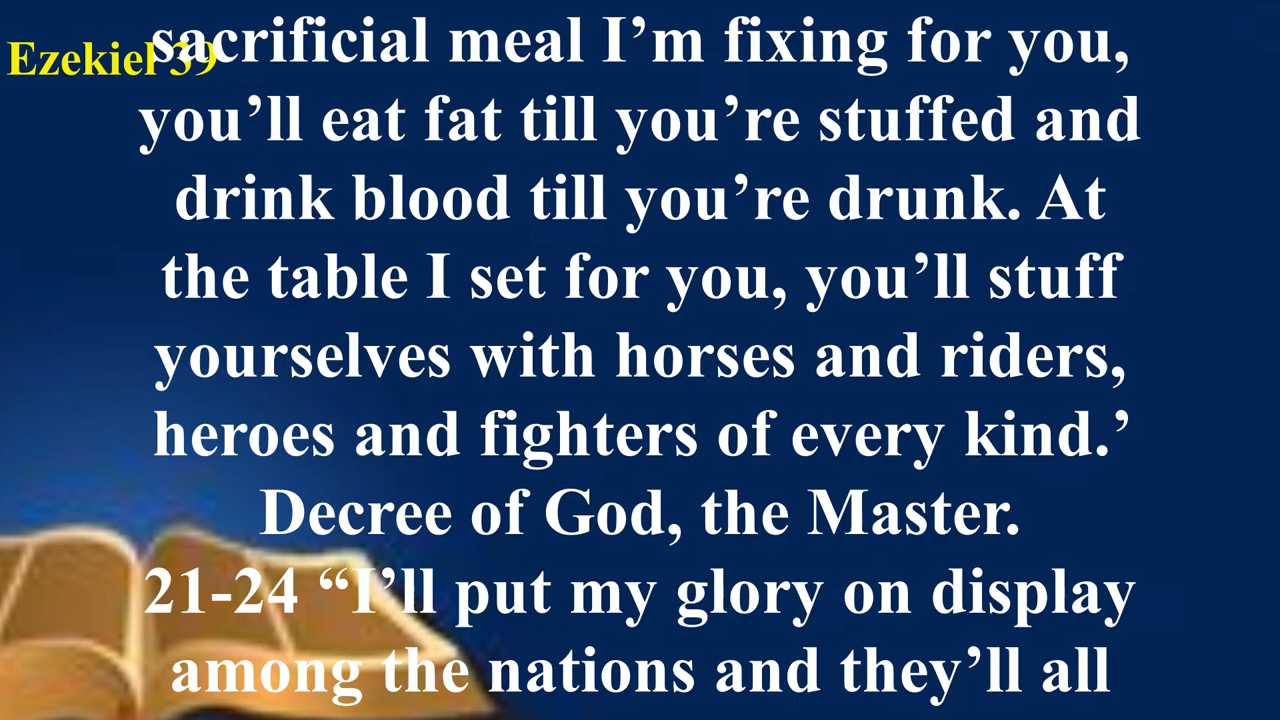 Ezekiel 39
sacrificial meal I’m fixing for you,
you’ll eat fat till you’re stuffed and
drink blood till you’re drunk. At
the table I set for you, you’ll stuff
yourselves with horses and riders,
heroes and fighters of every kind.’
Decree of God, the Master.
21-24 “I’ll put my glory on display
among the nations and they’ll all